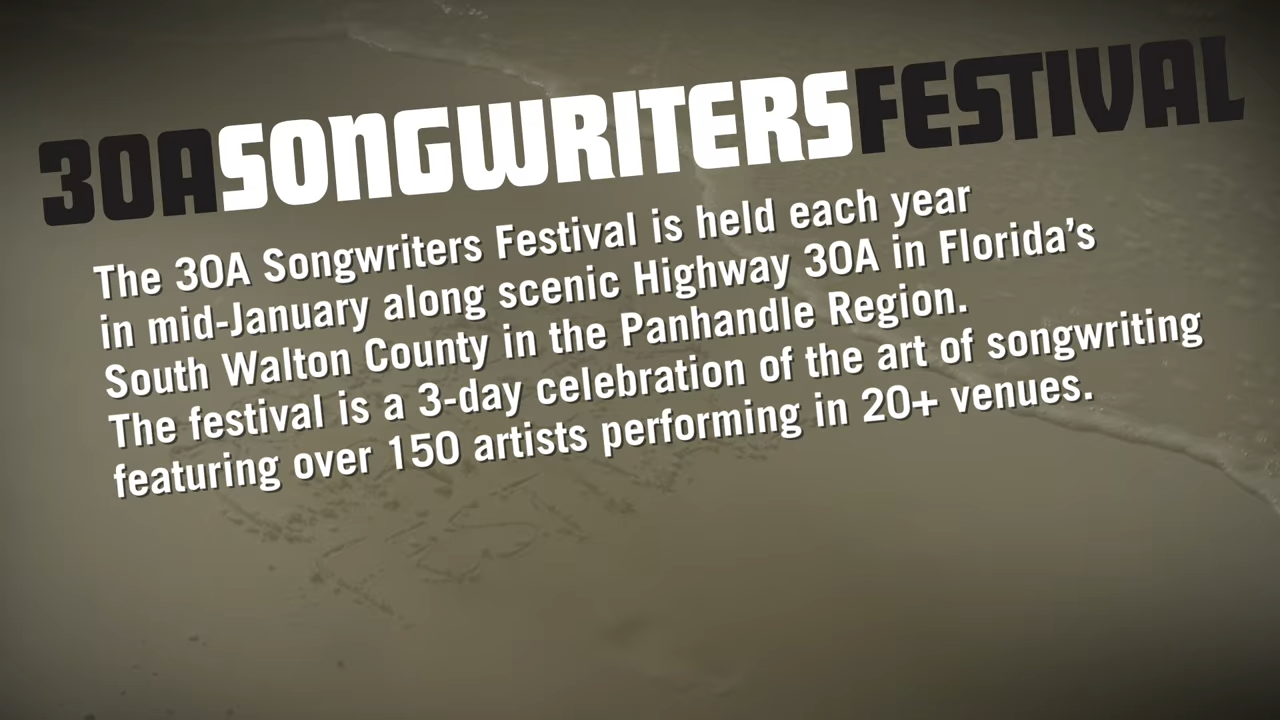 30ASONGWRITERSFESTIVAL
The 30A Songwriters Festival is held each year
in mid-January along scenic Highway 30A in Florida’s
South Walton County in the Panhandle Region.
The festival is a 3-day celebration of the art of songwriting
featuring over 150 artists performing in 20+ venues.